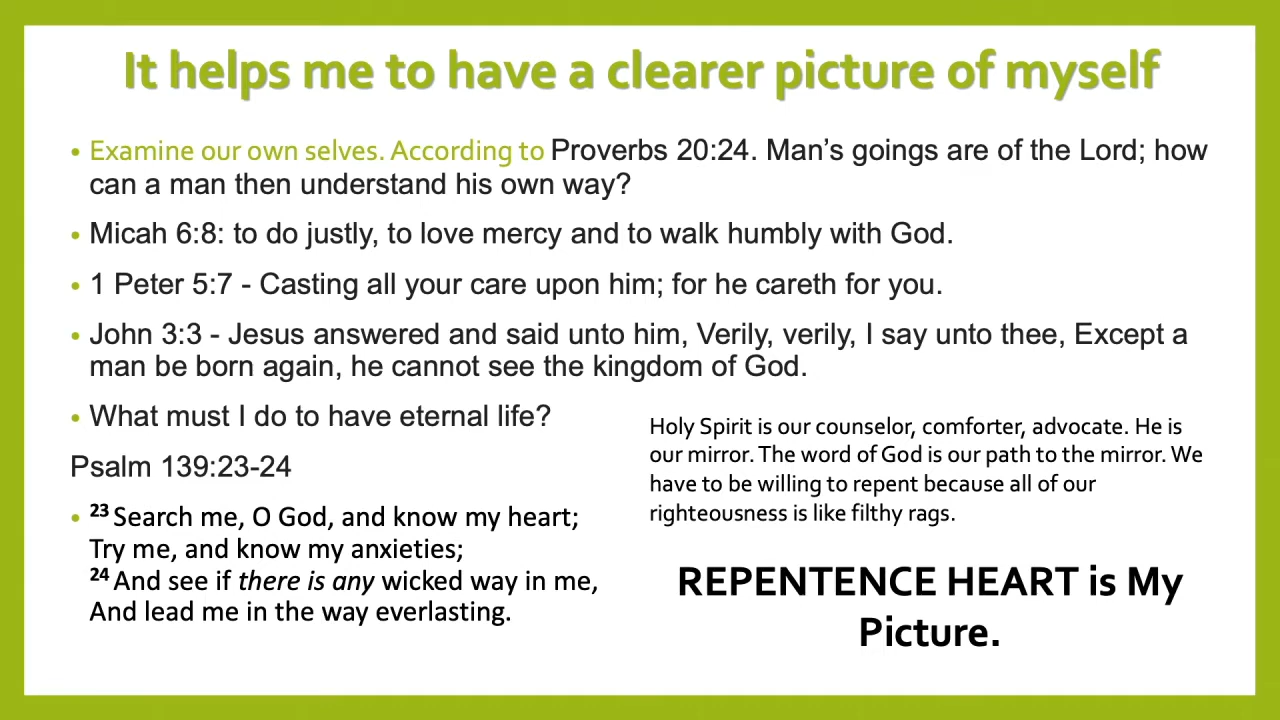 It helps me to have a clearer picture of myself
• Examine our own selves. According to Proverbs 20:24. Man’s goings are of the Lord; how
can a man then understand his own way?
• Micah 6:8: to do justly, to love mercy and to walk humbly with God.
• 1 Peter 5:7 - Casting all your care upon him; for he careth for you.
• John 3:3 - Jesus answered and said unto him, Verily, verily, I say unto thee, Except a
man be born again, he cannot see the kingdom of God.
• What must I do to have eternal life?
Psalm 139:23-24
• 23 Search me, O God, and know my heart;
Try me, and know my anxieties;
24 And see if there is any wicked way in me,
And lead me in the way everlasting.
Holy Spirit is our counselor, comforter, advocate. He is
our mirror. The word of God is our path to the mirror. We
have to be willing to repent because all of our
righteousness is like filthy rags.
REPENTENCE HEART is My
Picture.